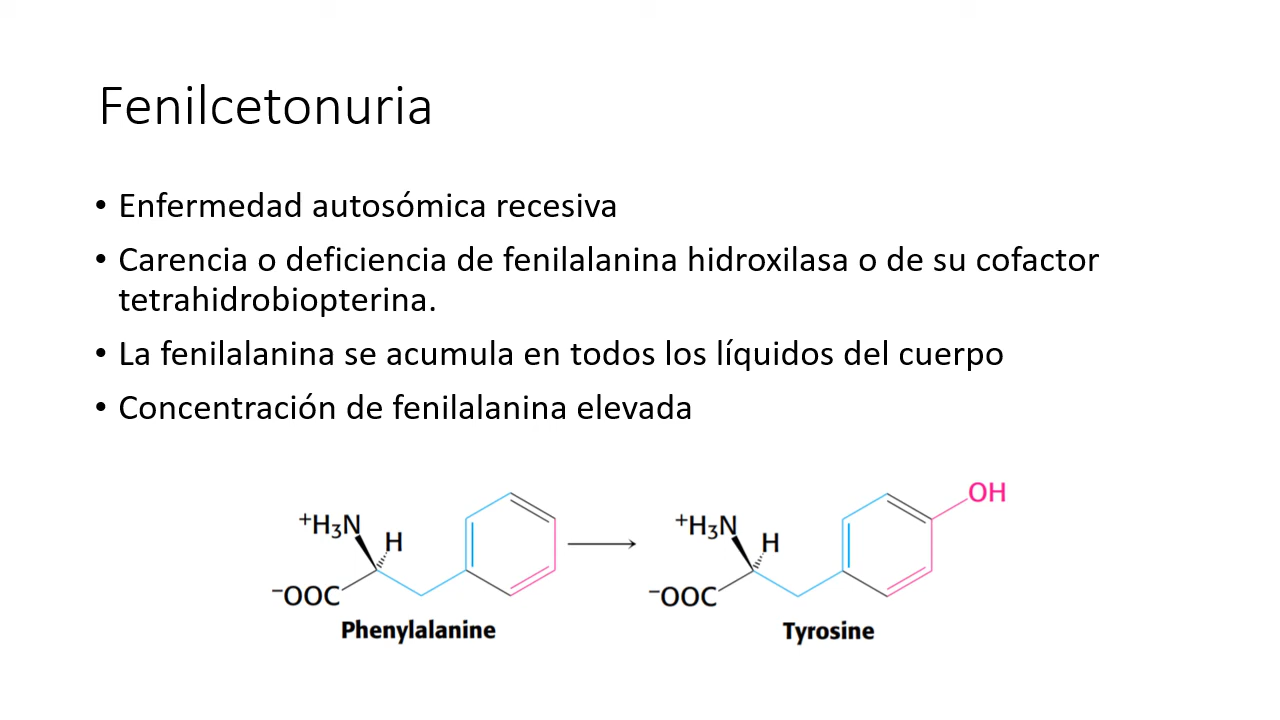 Fenilcetonuria
• Enfermedad autosómica recesiva
• Carencia o deficiencia de fenilalanina hidroxilasa o de su cofactor
tetrahidrobiopterina.
• La fenilalanina se acumula en todos los líquidos del cuerpo
• Concentración de fenilalanina elevada
⁺H₃N
H
⁻OOC
Phenylalanine
⁺H₃N
H
⁻OOC
OH
Tyrosine